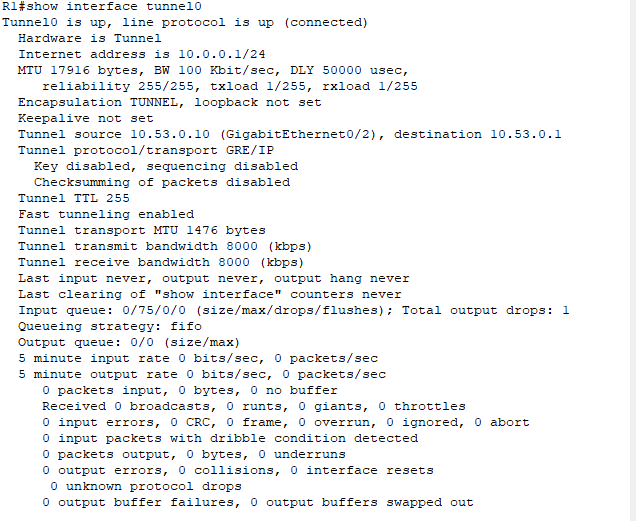 R1#show interface tunnel0
Tunnel0 is up, line protocol is up (connected)
Hardware is Tunnel
Internet address is 10.0.0.1/24
MTU 17916 bytes, BW 100 Kbit/sec, DLY 50000 usec,
reliability 255/255, txload 1/255, rxload 1/255
Encapsulation TUNNEL, loopback not set
Keepalive not set
Tunnel source 10.53.0.10 (GigabitEthernet0/2), destination 10.53.0.1
Tunnel protocol/transport GRE/IP
Key disabled, sequencing disabled
Checksumming of packets disabled
Tunnel TTL 255
Fast tunneling enabled
Tunnel transport MTU 1476 bytes
Tunnel transmit bandwidth 8000 (kbps)
Tunnel receive bandwidth 8000 (kbps)
Last input never, output never, output hang never
Last clearing of "show interface" counters never
Input queue: 0/75/0/0 (size/max/drops/flushes); Total output drops: 1
Queueing strategy: fifo
Output queue: 0/0 (size/max)
5 minute input rate 0 bits/sec, 0 packets/sec
5 minute output rate 0 bits/sec, 0 packets/sec
0 packets input, 0 bytes, 0 no buffer
Received 0 broadcasts, 0 runts, 0 giants, 0 throttles
0 input errors, 0 CRC, 0 frame, 0 overrun, 0 ignored, 0 abort
0 input packets with dribble condition detected
0 packets output, 0 bytes, 0 underruns
0 output errors, 0 collisions, 0 interface resets
0 unknown protocol drops
0 output buffer failures, 0 output buffers swapped out